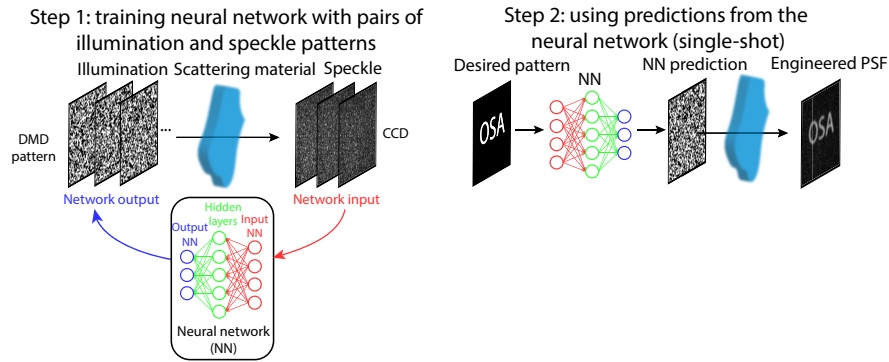 Step 1: training neural network with pairs of
illumination and speckle patterns
Illumination Scattering material Speckle
DMD
pattern
...
CCD
Network output
Network input
Hidden
layers
Output
NN
Input
NN
Neural network
(NN)
Step 2: using predictions from the
neural network (single-shot)
Desired pattern
NN
NN prediction
Engineered PSF
OSA
OSA